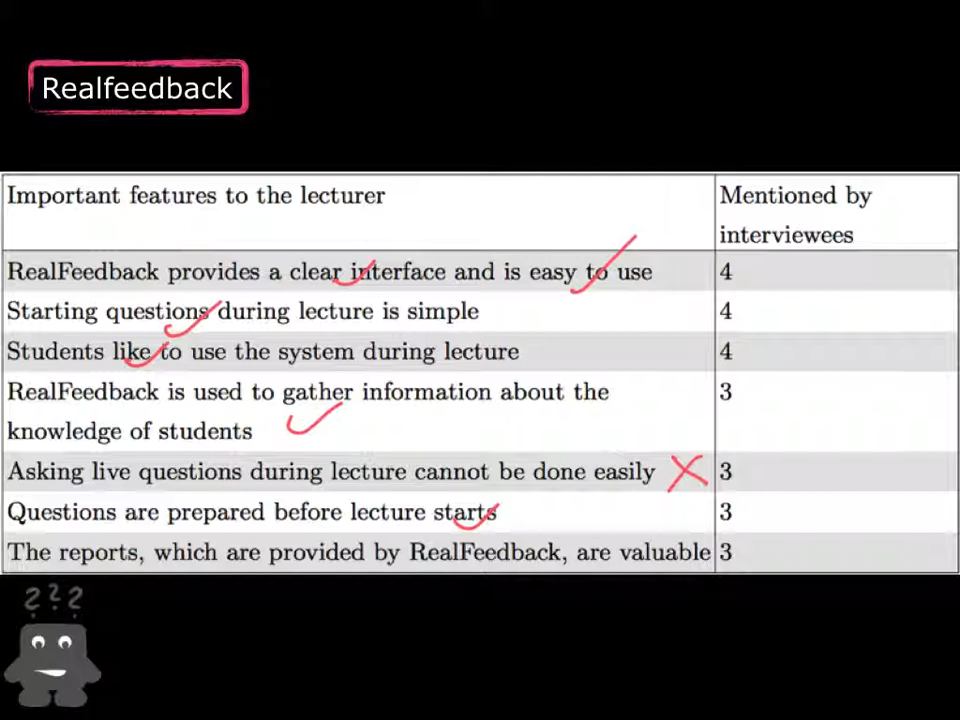 Realfeedback
Important features to the lecturer
Mentioned by
interviewees
RealFeedback provides a clear interface and is easy to use
4
Starting questions during lecture is simple
4
Students like to use the system during lecture
4
RealFeedback is used to gather information about the
3
knowledge of students
Asking live questions during lecture cannot be done easily
3
Questions are prepared before lecture starts
3
The reports, which are provided by RealFeedback, are valuable
3
???